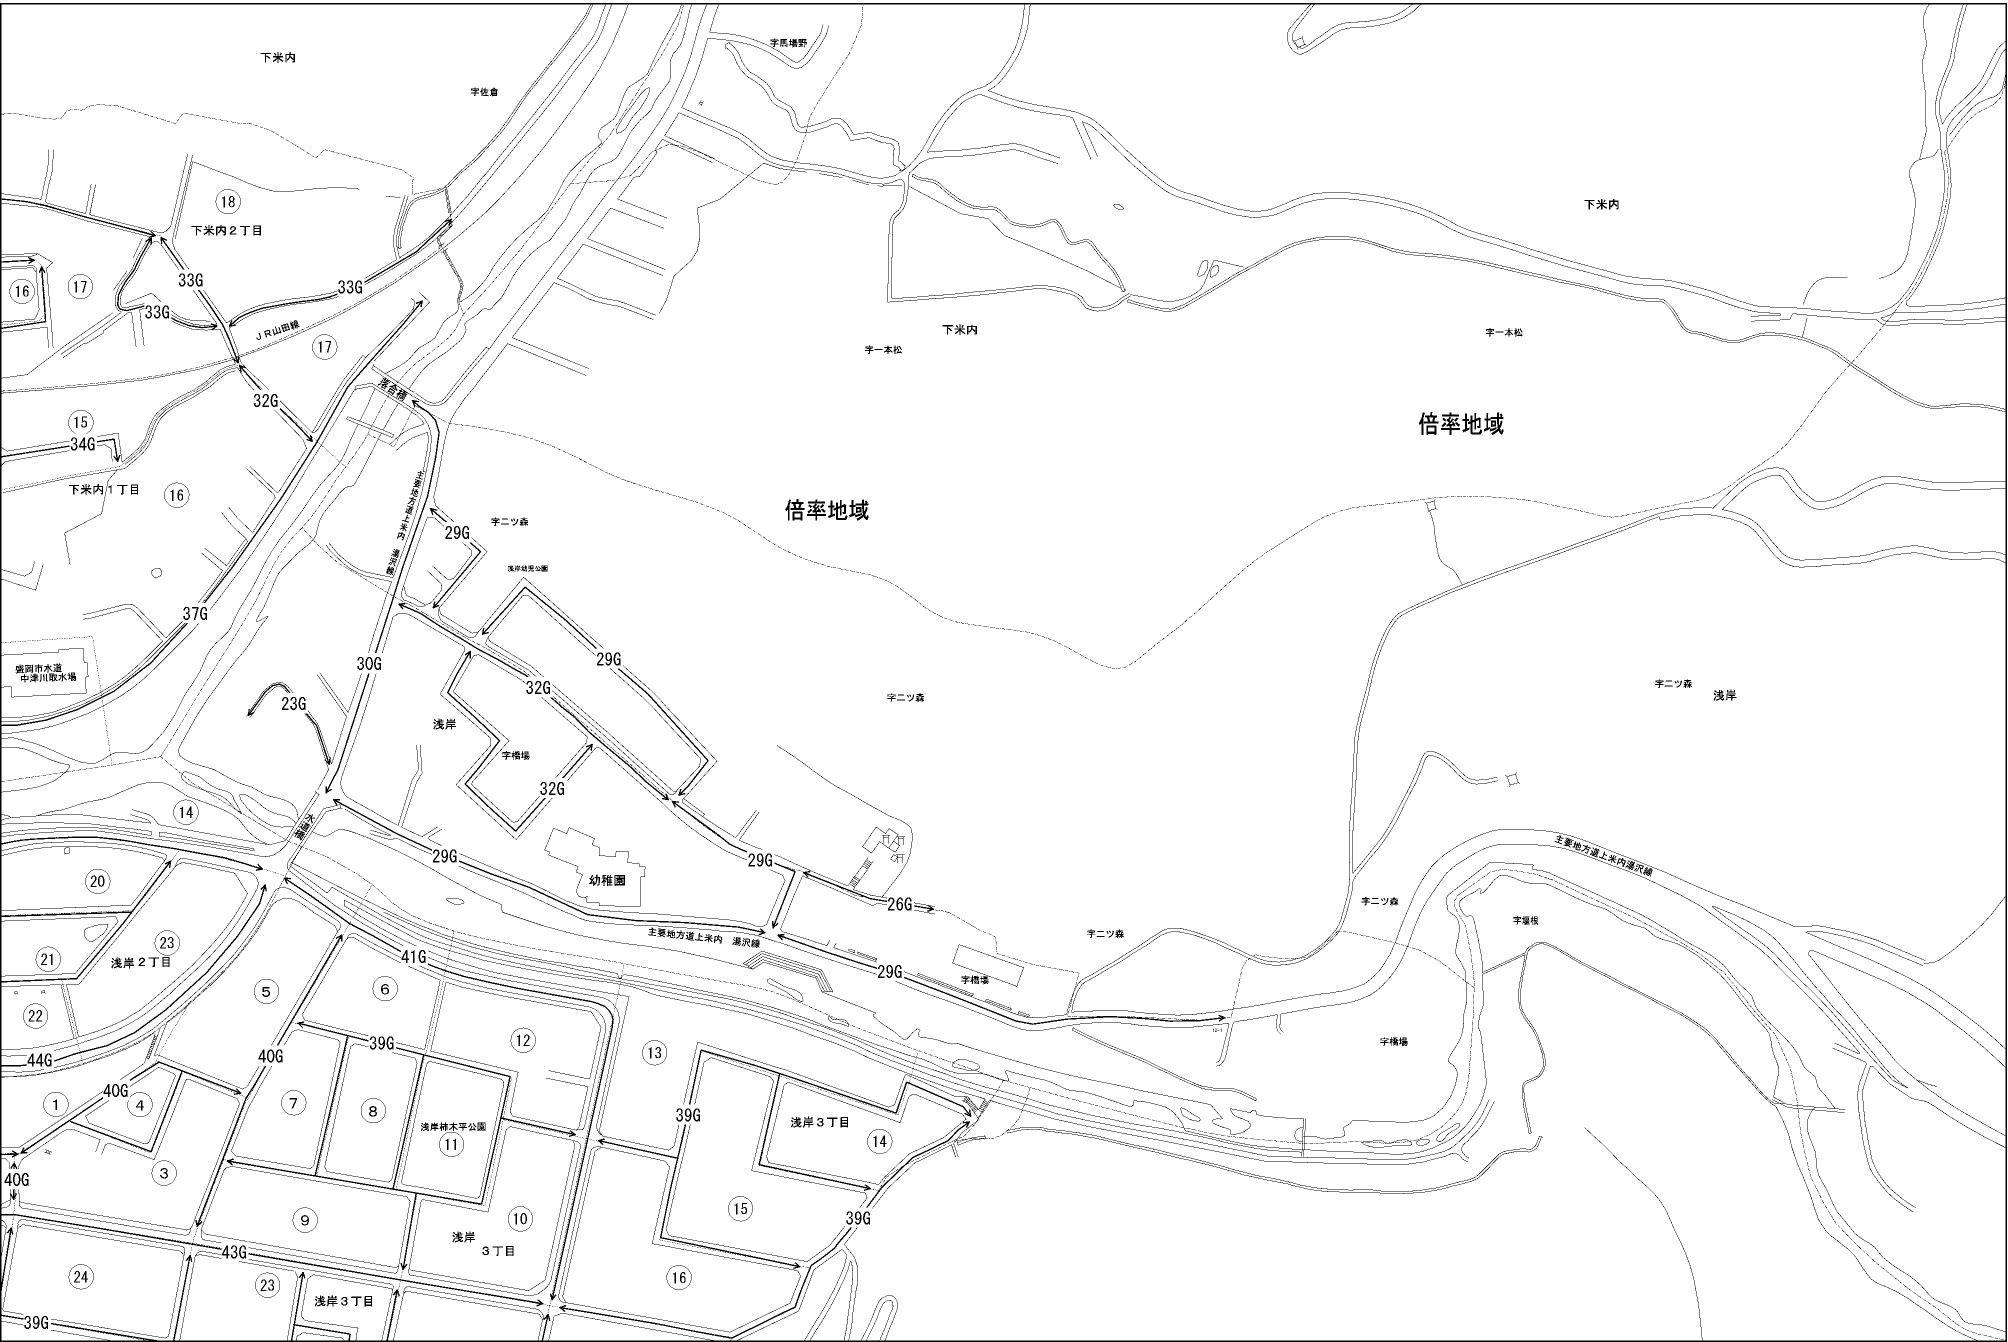 下米内
字馬場野
字佐倉
18
下米内２丁目
下米内
33G
17
16
33G
33G
ＪＲ山田線
17
下米内
字一本松
字一本松
落合橋
32G
倍率地域
15
34G
主要地方道上米内　湯沢線
下米内１丁目
16
倍率地域
29G
字二ツ森
浅岸幼児公園
37G
盛岡市水道
中津川取水場
30G
29G
32G
字二ツ森
字二ツ森
浅岸
23G
浅岸
字橋場
32G
14
水道橋
29G
29G
主要地方道上米内湯沢線
20
幼稚園
26G
字二ツ森
字堰根
23
浅岸２丁目
21
主要地方道上米内　湯沢線
字二ツ森
41G
29G
字橋場
5
6
22
44G
40G
39G
12
13
字橋場
12-1
40G
1
4
7
8
浅岸柿木平公園
11
39G
浅岸３丁目
14
3
40G
9
10
浅岸
３丁目
15
39G
43G
24
23
浅岸３丁目
16
39G